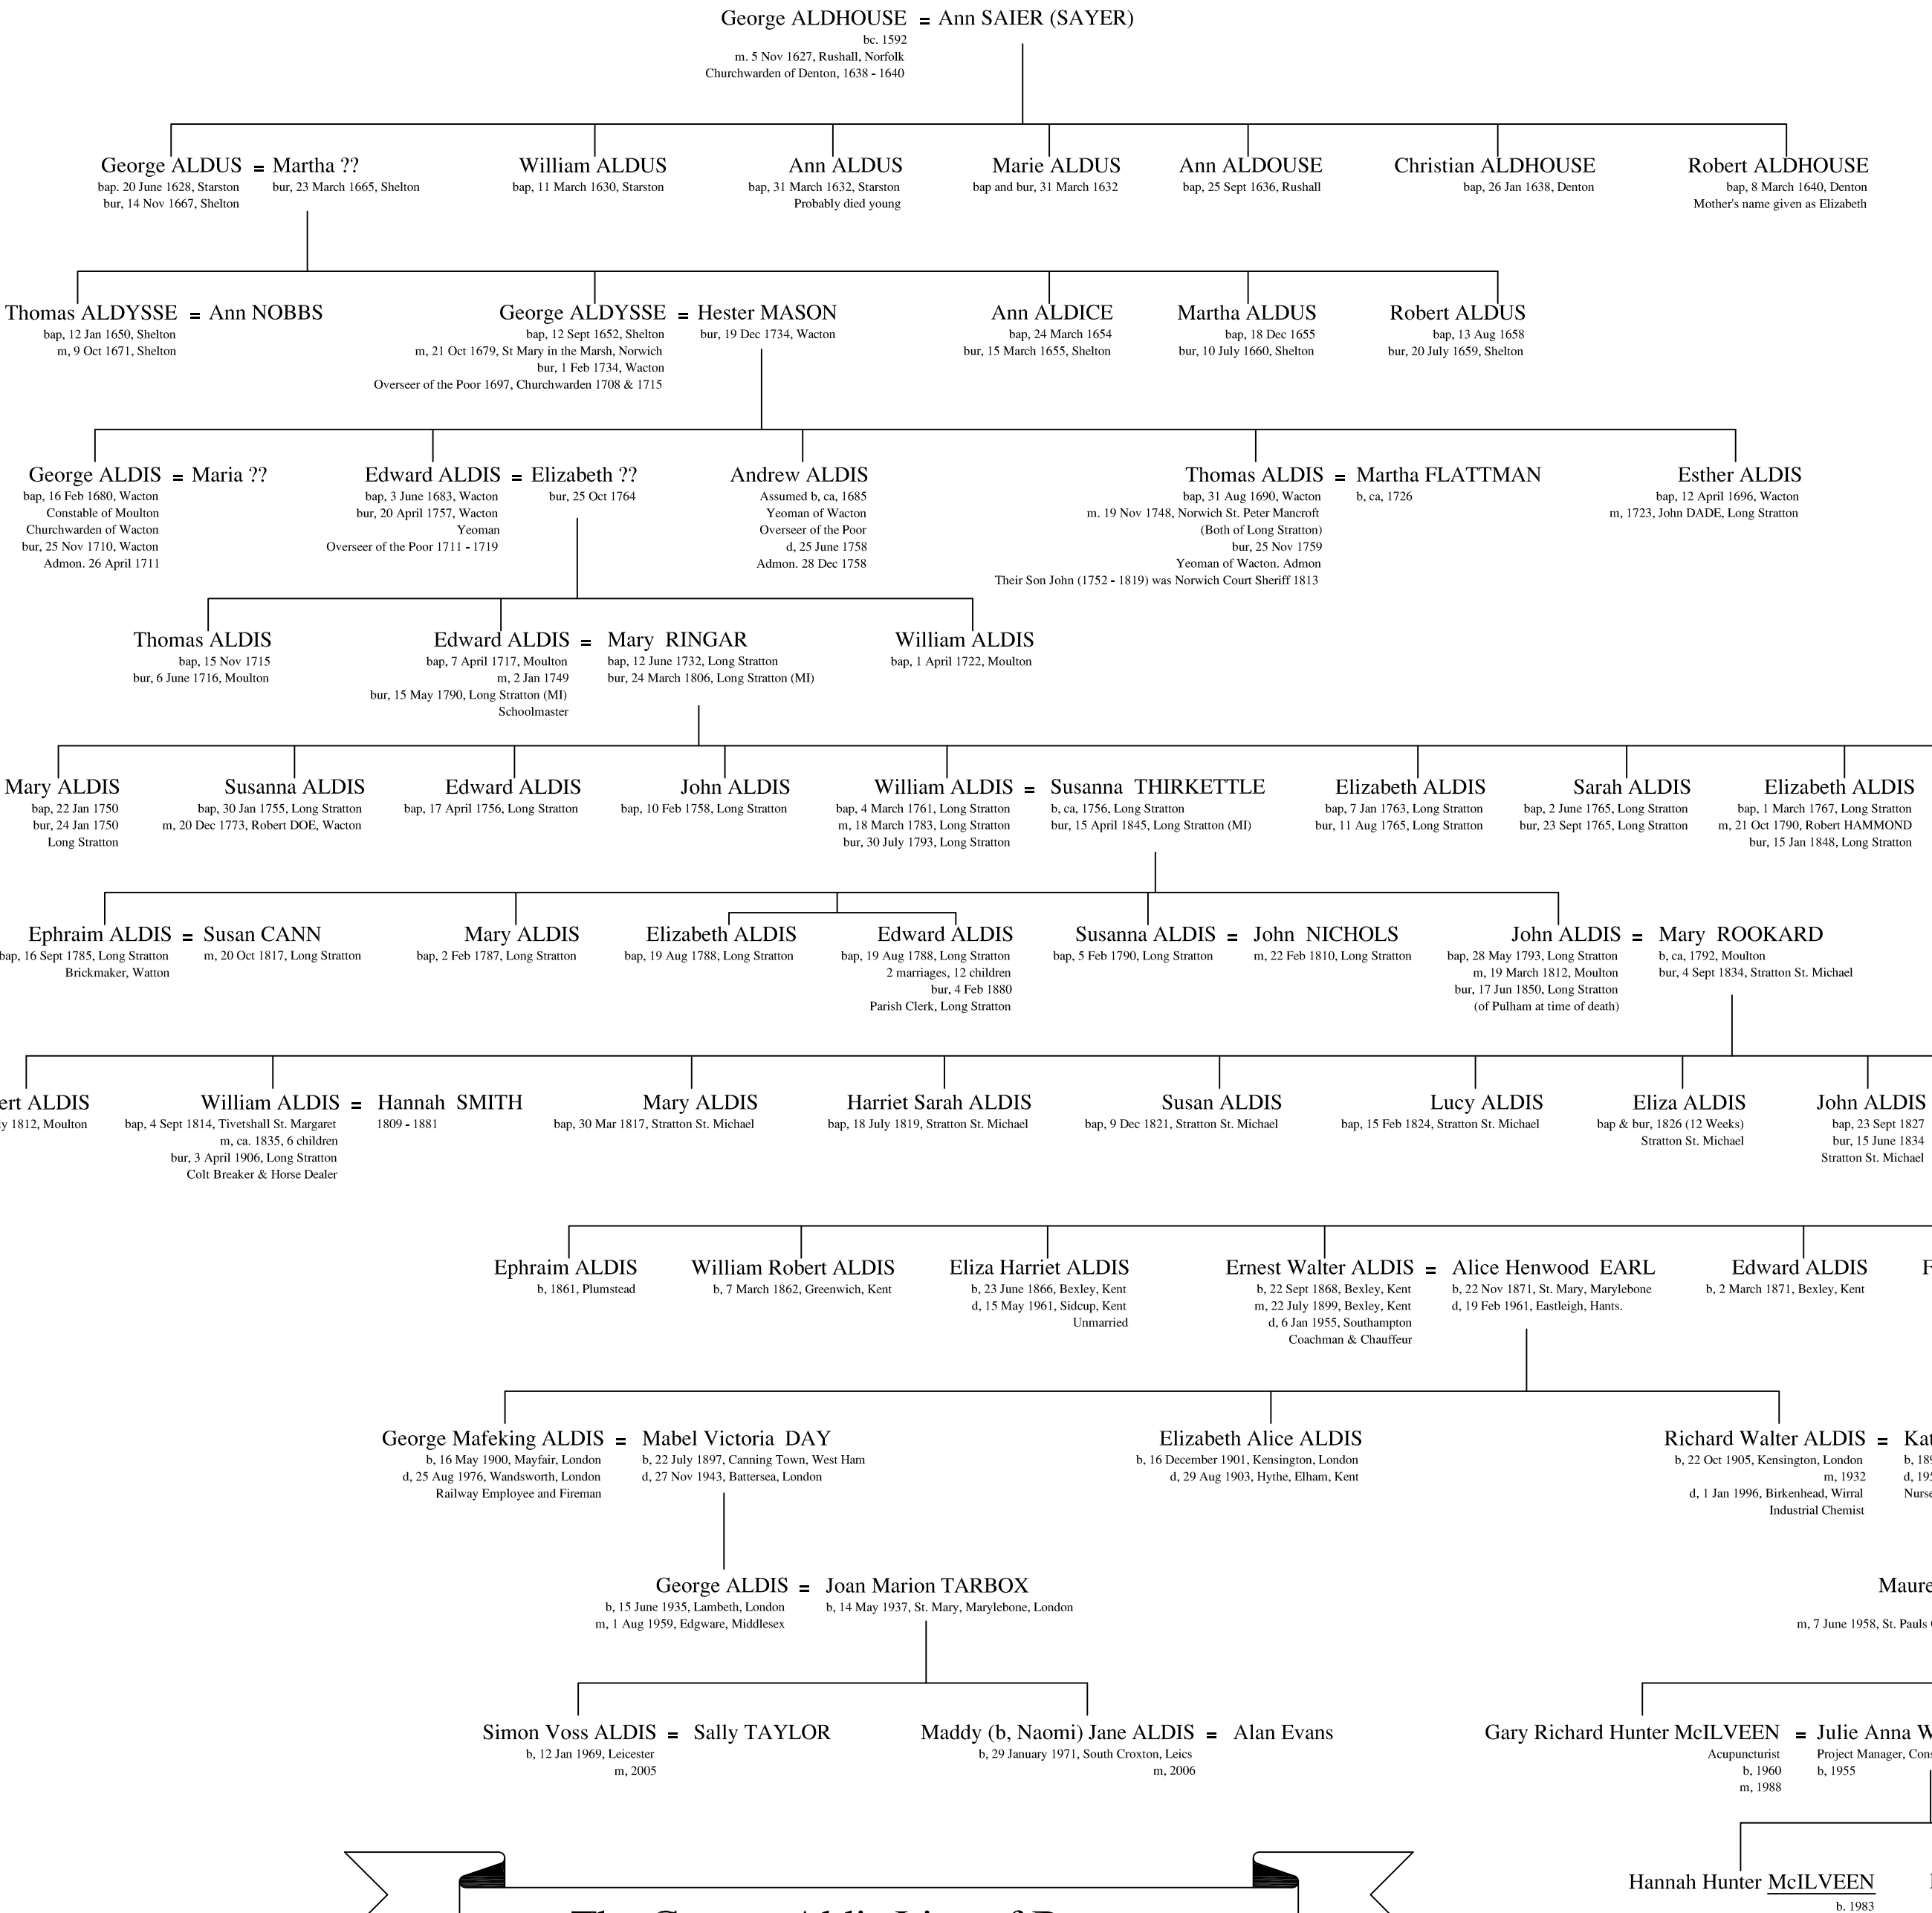 George ALDHOUSE = Ann SAIER (SAYER)
bc. 1592
m. 5 Nov 1627, Rushall, Norfolk
Churchwarden of Denton, 1638 - 1640
George ALDUS = Martha ??
bap. 20 June 1628, Starston
bur, 14 Nov 1667, Shelton
bur, 23 March 1665, Shelton
William ALDUS
bap, 11 March 1630, Starston
Ann ALDUS
bap, 31 March 1632, Starston
Probably died young
Marie ALDUS
bap and bur, 31 March 1632
Ann ALDOUSE
bap, 25 Sept 1636, Rushall
Christian ALDHOUSE
bap, 26 Jan 1638, Denton
Robert ALDHOUSE
bap, 8 March 1640, Denton
Mother's name given as Elizabeth
Thomas ALDYSSE = Ann NOBBS
bap, 12 Jan 1650, Shelton
m, 9 Oct 1671, Shelton
George ALDYSSE = Hester MASON
bap, 12 Sept 1652, Shelton
m, 21 Oct 1679, St Mary in the Marsh, Norwich
bur, 1 Feb 1734, Wacton
Overseer of the Poor 1697, Churchwarden 1708 & 1715
bur, 19 Dec 1734, Wacton
Ann ALDICE
bap, 24 March 1654
bur, 15 March 1655, Shelton
Martha ALDUS
bap, 18 Dec 1655
bur, 10 July 1660, Shelton
Robert ALDUS
bap, 13 Aug 1658
bur, 20 July 1659, Shelton
George ALDIS = Maria ??
bap, 16 Feb 1680, Wacton
Constable of Moulton
Churchwarden of Wacton
bur, 25 Nov 1710, Wacton
Admon. 26 April 1711
Edward ALDIS = Elizabeth ??
bap, 3 June 1683, Wacton
bur, 20 April 1757, Wacton
Yeoman
Overseer of the Poor 1711 - 1719
bur, 25 Oct 1764
Andrew ALDIS
Assumed b, ca, 1685
Yeoman of Wacton
Overseer of the Poor
d, 25 June 1758
Admon. 28 Dec 1758
Thomas ALDIS = Martha FLATTMAN
bap, 31 Aug 1690, Wacton
m. 19 Nov 1748, Norwich St. Peter Mancroft
(Both of Long Stratton)
bur, 25 Nov 1759
Yeoman of Wacton. Admon
Their Son John (1752 - 1819) was Norwich Court Sheriff 1813
b, ca, 1726
Esther ALDIS
bap, 12 April 1696, Wacton
m, 1723, John DADE, Long Stratton
Thomas ALDIS
bap, 15 Nov 1715
bur, 6 June 1716, Moulton
Edward ALDIS = Mary RINGAR
bap, 7 April 1717, Moulton
m, 2 Jan 1749
bur, 15 May 1790, Long Stratton (MI)
Schoolmaster
bap, 12 June 1732, Long Stratton
bur, 24 March 1806, Long Stratton (MI)
William ALDIS
bap, 1 April 1722, Moulton
Mary ALDIS
bap, 22 Jan 1750
bur, 24 Jan 1750
Long Stratton
Susanna ALDIS
bap, 30 Jan 1755, Long Stratton
m, 20 Dec 1773, Robert DOE, Wacton
Edward ALDIS
bap, 17 April 1756, Long Stratton
John ALDIS
bap, 10 Feb 1758, Long Stratton
William ALDIS = Susanna THIRKETTLE
bap, 4 March 1761, Long Stratton
m, 18 March 1783, Long Stratton
bur, 30 July 1793, Long Stratton
b, ca, 1756, Long Stratton
bur, 15 April 1845, Long Stratton (MI)
Elizabeth ALDIS
bap, 7 Jan 1763, Long Stratton
bur, 11 Aug 1765, Long Stratton
Sarah ALDIS
bap, 2 June 1765, Long Stratton
bur, 23 Sept 1765, Long Stratton
Elizabeth ALDIS
bap, 1 March 1767, Long Stratton
m, 21 Oct 1790, Robert HAMMOND
bur, 15 Jan 1848, Long Stratton
Ephraim ALDIS = Susan CANN
bap, 16 Sept 1785, Long Stratton
Brickmaker, Watton
m, 20 Oct 1817, Long Stratton
Mary ALDIS
bap, 2 Feb 1787, Long Stratton
Elizabeth ALDIS
bap, 19 Aug 1788, Long Stratton
Edward ALDIS
bap, 19 Aug 1788, Long Stratton
2 marriages, 12 children
bur, 4 Feb 1880
Parish Clerk, Long Stratton
Susanna ALDIS = John NICHOLS
bap, 5 Feb 1790, Long Stratton
m, 22 Feb 1810, Long Stratton
John ALDIS = Mary ROOKARD
bap, 28 May 1793, Long Stratton
m, 19 March 1812, Moulton
bur, 17 Jun 1850, Long Stratton
(of Pulham at time of death)
b, ca, 1792, Moulton
bur, 4 Sept 1834, Stratton St. Michael
ert ALDIS
y 1812, Moulton
William ALDIS = Hannah SMITH
bap, 4 Sept 1814, Tivetshall St. Margaret
m, ca. 1835, 6 children
bur, 3 April 1906, Long Stratton
Colt Breaker & Horse Dealer
1809 - 1881
Mary ALDIS
bap, 30 Mar 1817, Stratton St. Michael
Harriet Sarah ALDIS
bap, 18 July 1819, Stratton St. Michael
Susan ALDIS
bap, 9 Dec 1821, Stratton St. Michael
Lucy ALDIS
bap, 15 Feb 1824, Stratton St. Michael
Eliza ALDIS
bap & bur, 1826 (12 Weeks)
Stratton St. Michael
John ALDIS
bap, 23 Sept 1827
bur, 15 June 1834
Stratton St. Michael
Ephraim ALDIS
b, 1861, Plumstead
William Robert ALDIS
b, 7 March 1862, Greenwich, Kent
Eliza Harriet ALDIS
b, 23 June 1866, Bexley, Kent
d, 15 May 1961, Sidcup, Kent
Unmarried
Ernest Walter ALDIS = Alice Henwood EARL
b, 22 Sept 1868, Bexley, Kent
m, 22 July 1899, Bexley, Kent
d, 6 Jan 1955, Southampton
Coachman & Chauffeur
b, 22 Nov 1871, St. Mary, Marylebone
d, 19 Feb 1961, Eastleigh, Hants.
Edward ALDIS
b, 2 March 1871, Bexley, Kent
F
George Mafeking ALDIS = Mabel Victoria DAY
b, 16 May 1900, Mayfair, London
d, 25 Aug 1976, Wandsworth, London
Railway Employee and Fireman
b, 22 July 1897, Canning Town, West Ham
d, 27 Nov 1943, Battersea, London
Elizabeth Alice ALDIS
b, 16 December 1901, Kensington, London
d, 29 Aug 1903, Hythe, Elham, Kent
Richard Walter ALDIS = Kat
b, 22 Oct 1905, Kensington, London
m, 1932
d, 1 Jan 1996, Birkenhead, Wirral
Industrial Chemist
b, 189
d, 195
Nurse
George ALDIS = Joan Marion TARBOX
b, 15 June 1935, Lambeth, London
m, 1 Aug 1959, Edgware, Middlesex
b, 14 May 1937, St. Mary, Marylebone, London
Maure
m, 7 June 1958, St. Pauls
Simon Voss ALDIS = Sally TAYLOR
b, 12 Jan 1969, Leicester
m, 2005
Maddy (b, Naomi) Jane ALDIS = Alan Evans
b, 29 January 1971, South Croxton, Leics
m, 2006
Gary Richard Hunter McILVEEN = Julie Anna W
Acupuncturist
b, 1960
m, 1988
Project Manager, Cons
b, 1955
Hannah Hunter McILVEEN
b. 1983